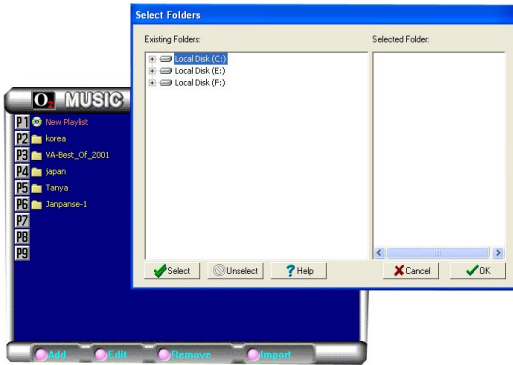 Select Folders
Existing Folders:
Selected Folder:
Local Disk (C:)
Local Disk (E:)
Local Disk (F:)
Select
Unselect
? Help
Cancel
OK
O2 MUSIC
P1 New Playlist
P2 korea
P3 VA-Best_Of_2001
P4 japan
P5 Tanya
P6 Janpanse-1
P7
P8
P9
Add
Edit
Remove
Import